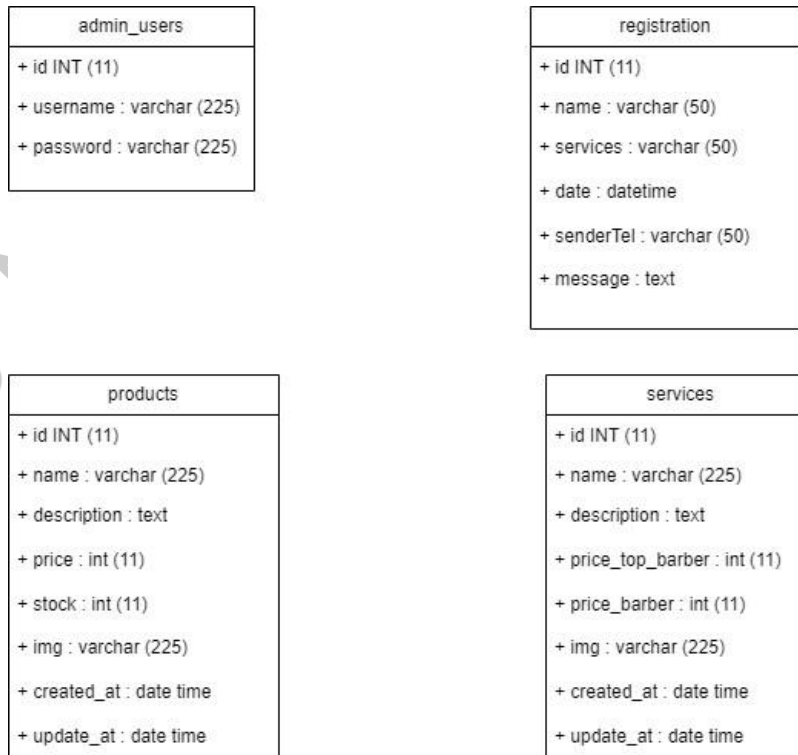 admin_users
+ id INT (11)
+ username : varchar (225)
+ password : varchar (225)
registration
+ id INT (11)
+ name : varchar (50)
+ services : varchar (50)
+ date : datetime
+ senderTel : varchar (50)
+ message : text
products
+ id INT (11)
+ name : varchar (225)
+ description : text
+ price : int (11)
+ stock : int (11)
+ img : varchar (225)
+ created_at : date time
+ update_at : date time
services
+ id INT (11)
+ name : varchar (225)
+ description : text
+ price_top_barber : int (11)
+ price_barber : int (11)
+ img : varchar (225)
+ created_at : date time
+ update_at : date time